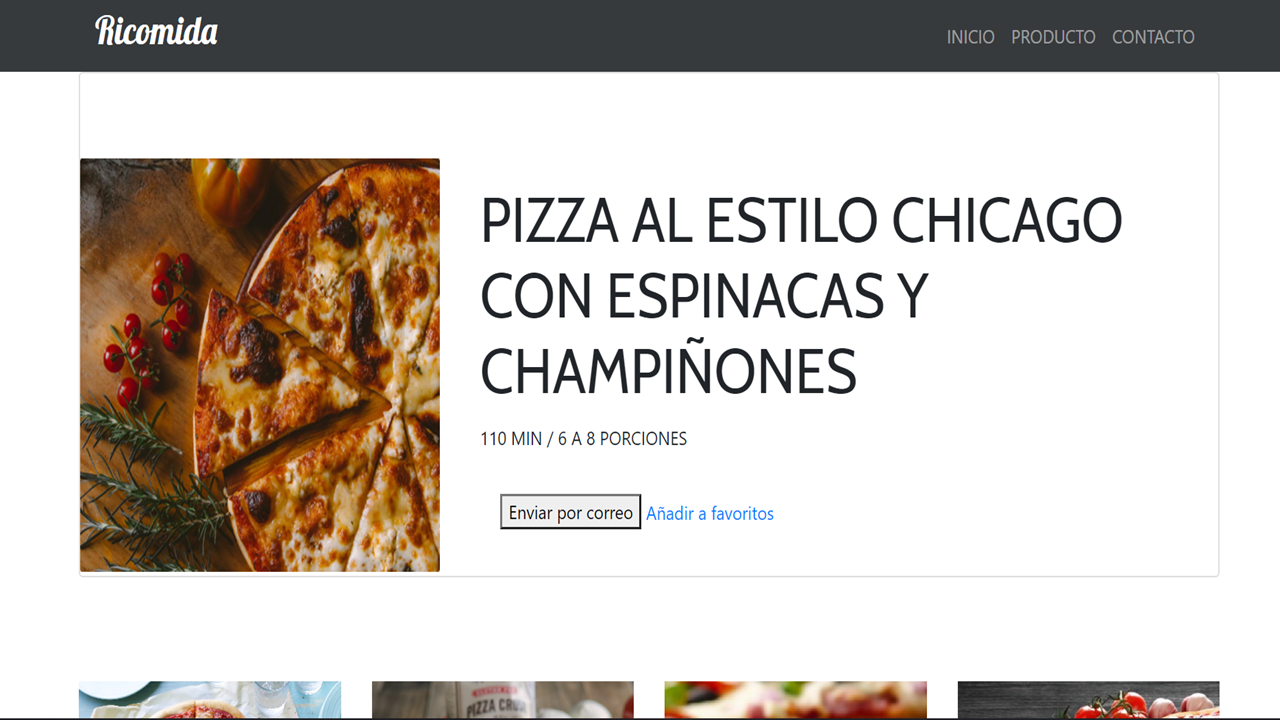 Ricomida
INICIO PRODUCTO CONTACTO
PIZZA AL ESTILO CHICAGO
CON ESPINACAS Y
CHAMPIÑONES
110 MIN / 6 A 8 PORCIONES
Enviar por correo Añadir a favoritos
PIZZA CRUST